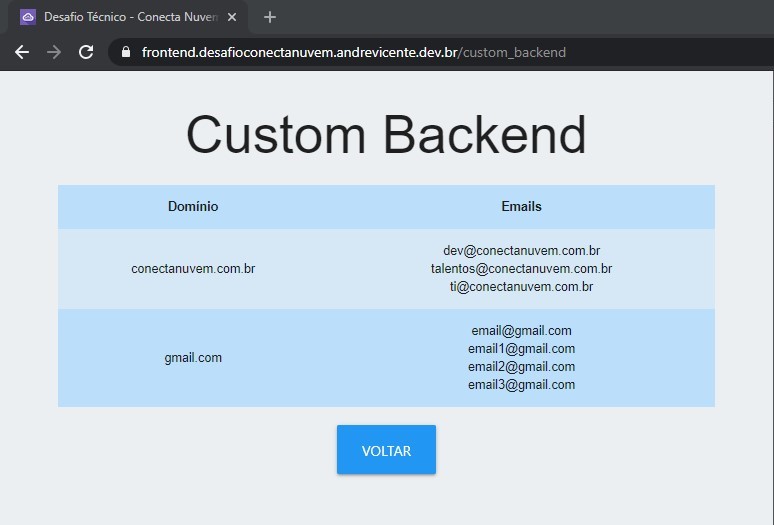 Desafio Técnico - Conecta Nuvem
frontend.desafioconectanuvem.andrevicente.dev.br/custom_backend
Custom Backend
Domínio Emails
conectanuvem.com.br
dev@conectanuvem.com.br
talentos@conectanuvem.com.br
ti@conectanuvem.com.br
gmail.com
email@gmail.com
email1@gmail.com
email2@gmail.com
email3@gmail.com
VOLTAR